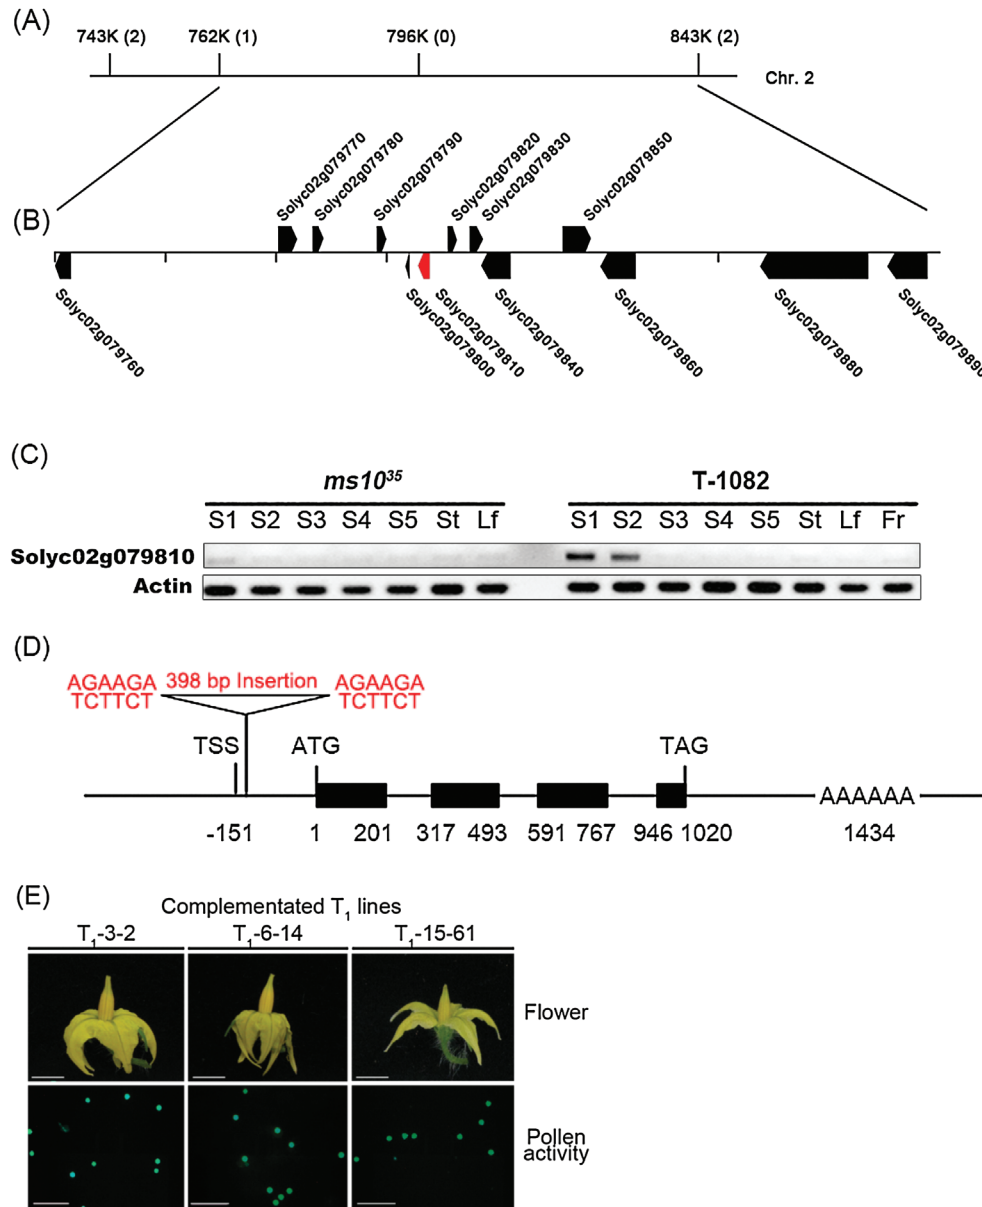 (A)
743K (2) 762K (1) 796K (0) 843K (2)
Chr. 2
Solyc02g079770
Solyc02g079780
Solyc02g079790
Solyc02g079820
Solyc02g079830
Solyc02g079850
(B)
Solyc02g079760
Solyc02g079800
Solyc02g079810
Solyc02g079840
Solyc02g079860
Solyc02g079880
Solyc02g079890
(C)
ms10³⁵ T-1082
S1 S2 S3 S4 S5 St Lf S1 S2 S3 S4 S5 St Lf Fr
Solyc02g079810
Actin
(D)
AGAAGA 398 bp Insertion AGAAGA
TCTTCT TCTTCT
TSS ATG TAG
AAAAAA
-151 1 201 317 493 591 767 946 1020 1434
(E)
Complementated T₁ lines
T₁-3-2 T₁-6-14 T₁-15-61
Flower
Pollen
activity